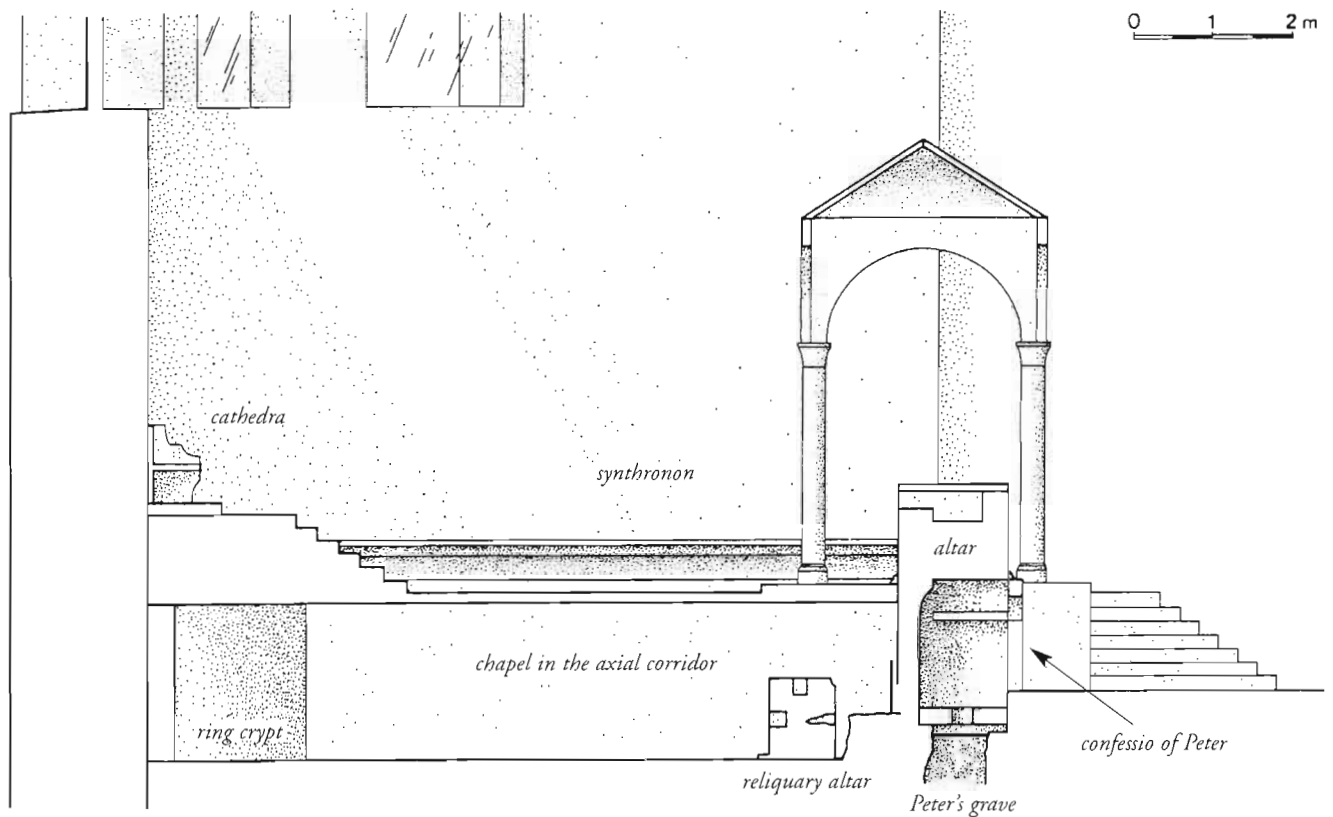 0 1 2 m
cathedra
synthronon
altar
chapel in the axial corridor
ring crypt
confessio of Peter
reliquary altar
Peter's grave